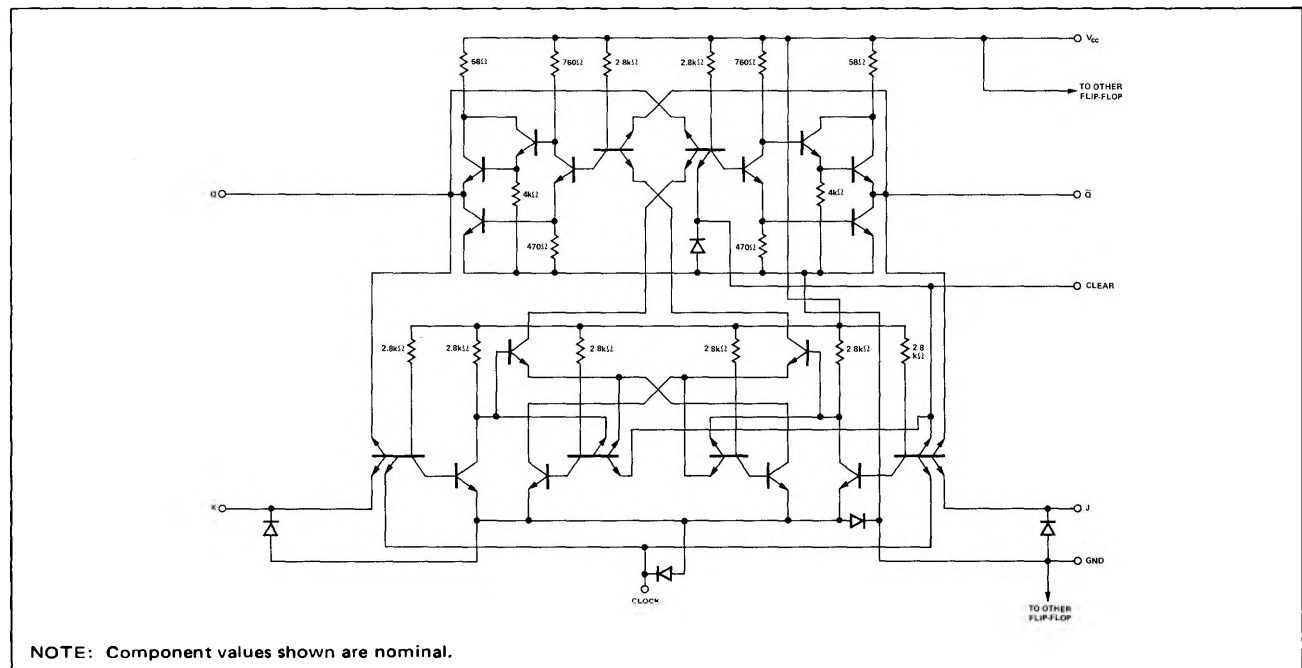 VCC
58Ω 760Ω 2.8kΩ 2.8kΩ 760Ω 58Ω
TO OTHER
FLIP-FLOP
4kΩ 4kΩ
Q Q̄
470Ω 470Ω
CLEAR
2.8kΩ 2.8kΩ 2 8kΩ 2 8kΩ 2 8kΩ 2 8
kΩ
K J
GND
CLOCK
TO OTHER
FLIP-FLOP
NOTE: Component values shown are nominal.